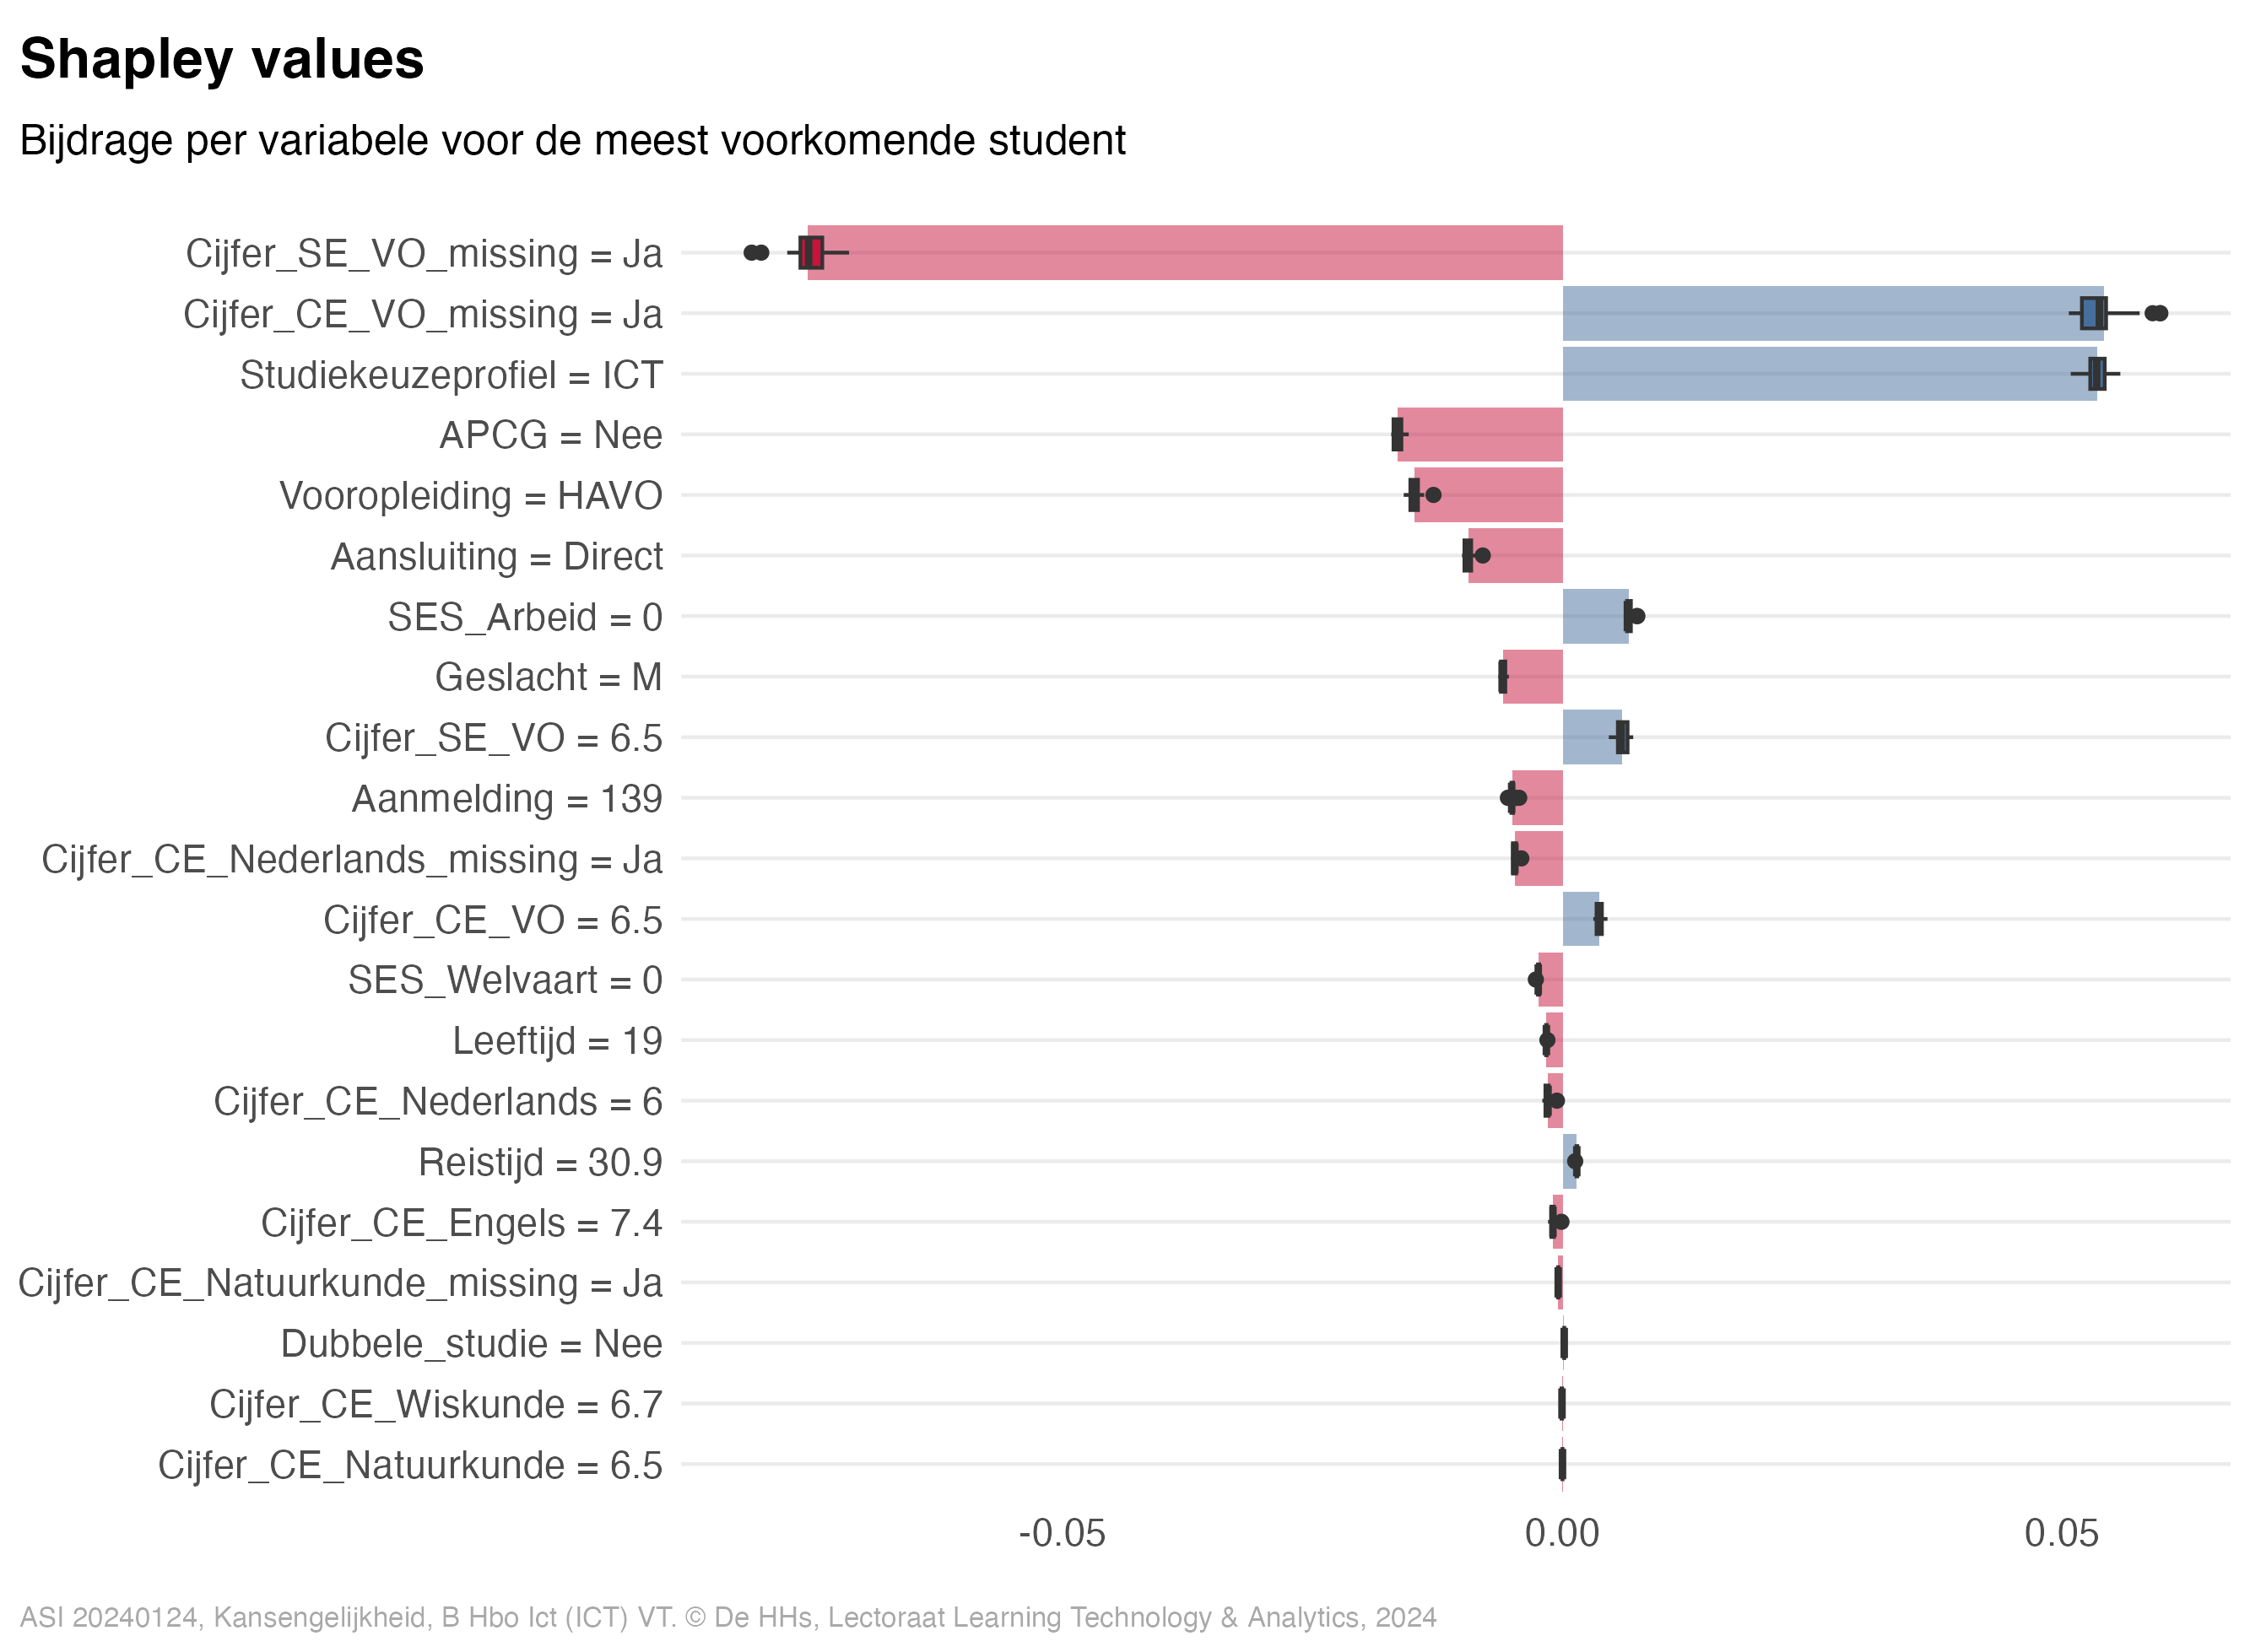 Shapley values
Bijdrage per variabele voor de meest voorkomende student
Cijfer_SE_VO_missing = Ja
Cijfer_CE_VO_missing = Ja
Studiekeuzeprofiel = ICT
APCG = Nee
Vooropleiding = HAVO
Aansluiting = Direct
SES_Arbeid = 0
Geslacht = M
Cijfer_SE_VO = 6.5
Aanmelding = 139
Cijfer_CE_Nederlands_missing = Ja
Cijfer_CE_VO = 6.5
SES_Welvaart = 0
Leeftijd = 19
Cijfer_CE_Nederlands = 6
Reistijd = 30.9
Cijfer_CE_Engels = 7.4
Cijfer_CE_Natuurkunde_missing = Ja
Dubbele_studie = Nee
Cijfer_CE_Wiskunde = 6.7
Cijfer_CE_Natuurkunde = 6.5
-0.05 0.00 0.05
ASI 20240124, Kansengelijkheid, B Hbo Ict (ICT) VT. © De HHs, Lectoraat Learning Technology & Analytics, 2024